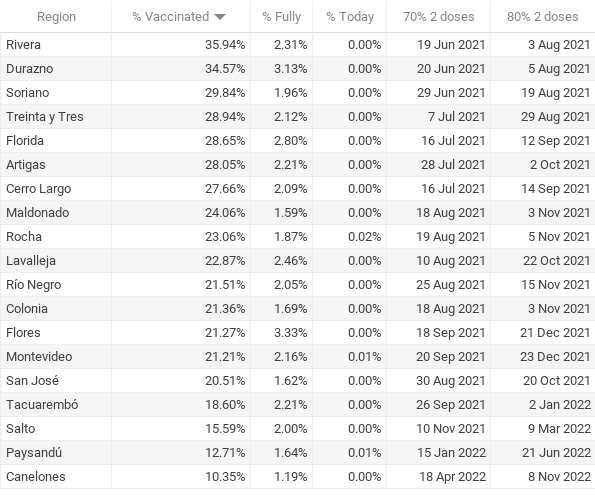 Region % Vaccinated % Fully % Today 70% 2 doses 80% 2 doses
Rivera 35.94% 2.31% 0.00% 19 Jun 2021 3 Aug 2021
Durazno 34.57% 3.13% 0.00% 20 Jun 2021 5 Aug 2021
Soriano 29.84% 1.96% 0.00% 29 Jun 2021 19 Aug 2021
Treinta y Tres 28.94% 2.12% 0.00% 7 Jul 2021 29 Aug 2021
Florida 28.65% 2.80% 0.00% 16 Jul 2021 12 Sep 2021
Artigas 28.05% 2.21% 0.00% 28 Jul 2021 2 Oct 2021
Cerro Largo 27.66% 2.09% 0.00% 16 Jul 2021 14 Sep 2021
Maldonado 24.06% 1.59% 0.00% 18 Aug 2021 3 Nov 2021
Rocha 23.06% 1.87% 0.02% 19 Aug 2021 5 Nov 2021
Lavalleja 22.87% 2.46% 0.00% 10 Aug 2021 22 Oct 2021
Río Negro 21.51% 2.05% 0.00% 25 Aug 2021 15 Nov 2021
Colonia 21.36% 1.69% 0.00% 18 Aug 2021 3 Nov 2021
Flores 21.27% 3.33% 0.00% 18 Sep 2021 21 Dec 2021
Montevideo 21.21% 2.16% 0.01% 20 Sep 2021 23 Dec 2021
San José 20.51% 1.62% 0.00% 30 Aug 2021 20 Oct 2021
Tacuarembó 18.60% 2.21% 0.00% 26 Sep 2021 2 Jan 2022
Salto 15.59% 2.00% 0.00% 10 Nov 2021 9 Mar 2022
Paysandú 12.71% 1.64% 0.01% 15 Jan 2022 21 Jun 2022
Canelones 10.35% 1.19% 0.00% 18 Apr 2022 8 Nov 2022